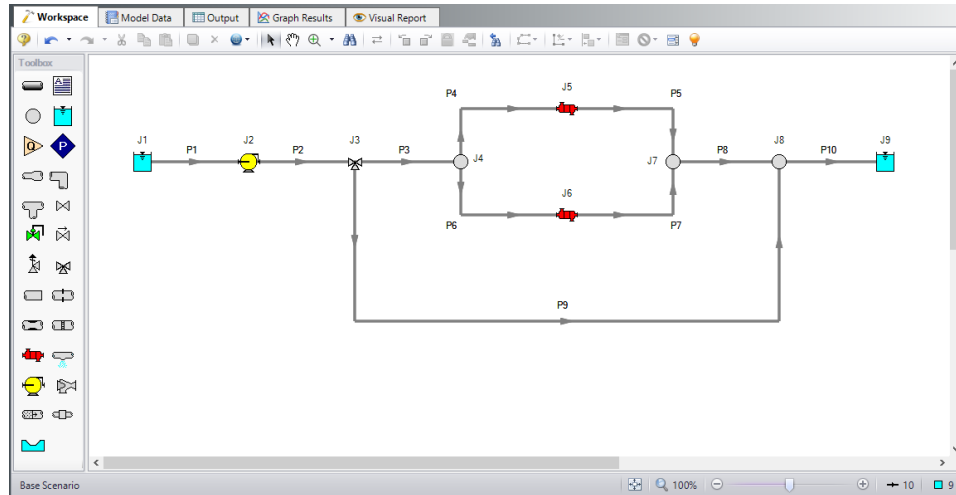 Workspace Model Data Output Graph Results Visual Report
Toolbox
P4 J5 P5
J1 P1 J2 P2 J3 P3 J4 J7 P8 J8 P10 J9
J6
P6 P7
P9
Base Scenario 100% 10 9